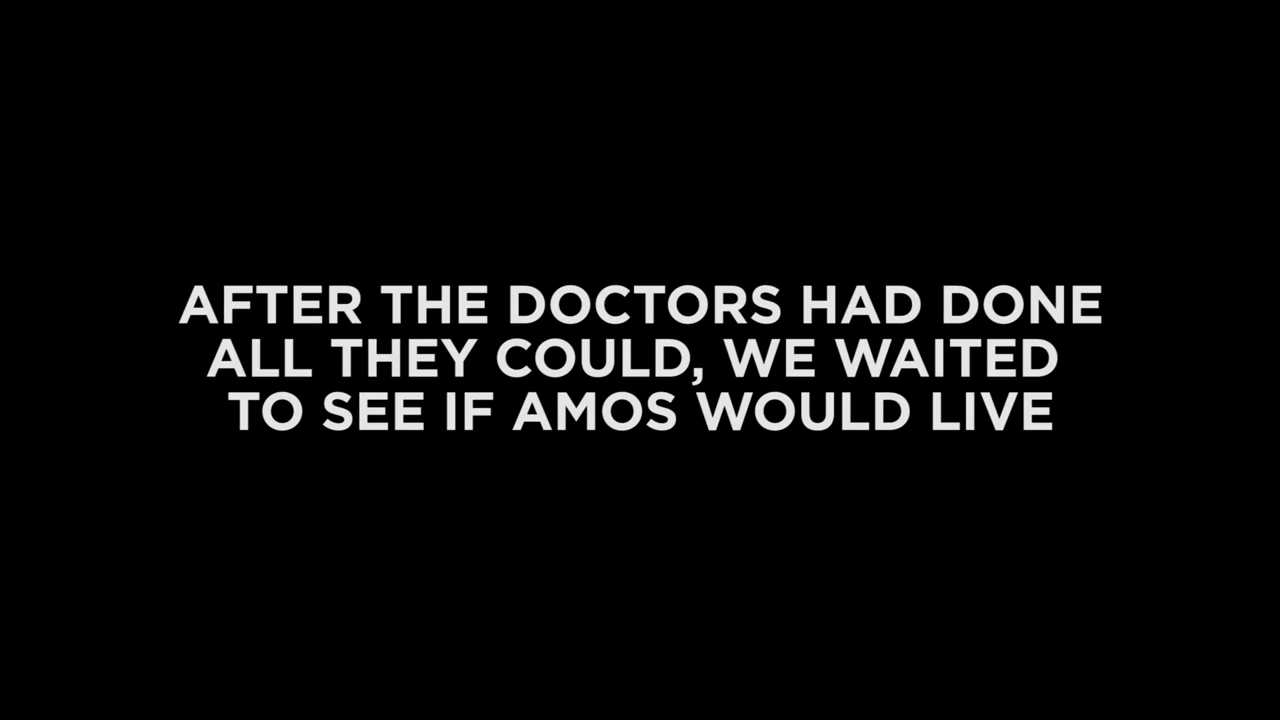 AFTER THE DOCTORS HAD DONE
ALL THEY COULD, WE WAITED
TO SEE IF AMOS WOULD LIVE